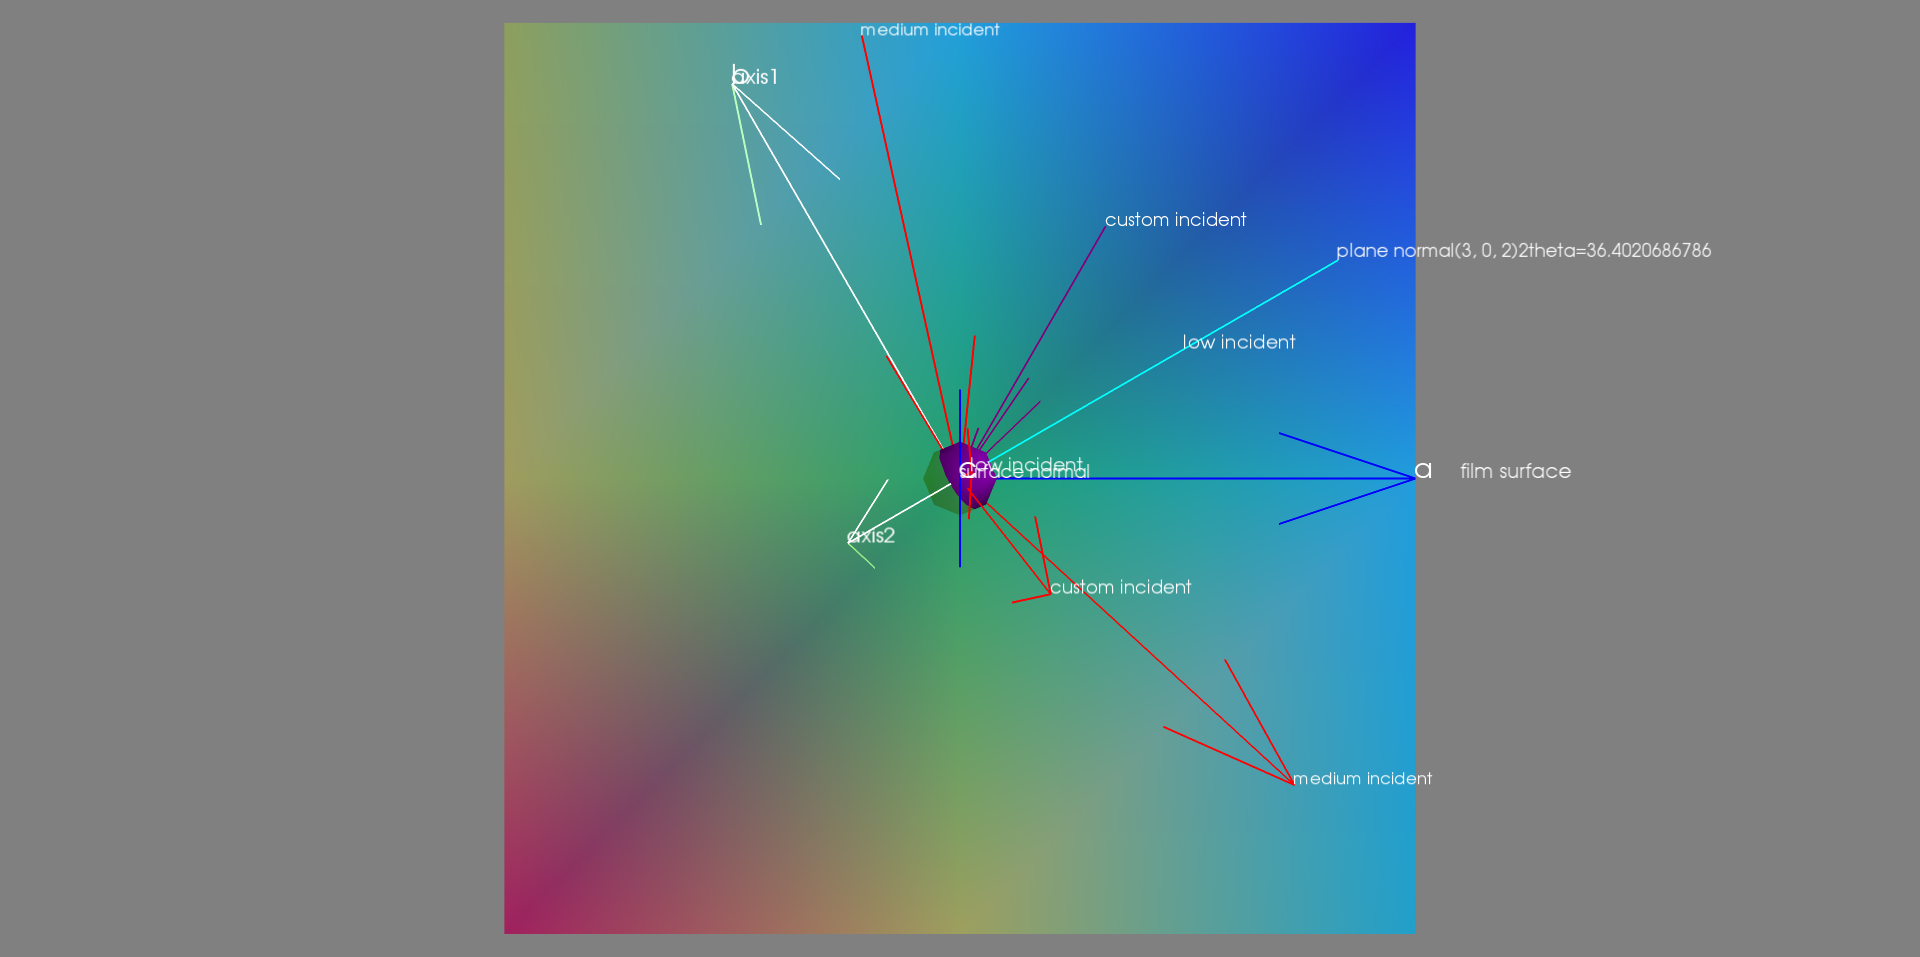 medium incident
b
axis1
custom incident
plane normal(3, 0, 2)2theta=36.4020686786
low incident
c
low incident
surface normal
a
film surface
axis2
custom incident
medium incident